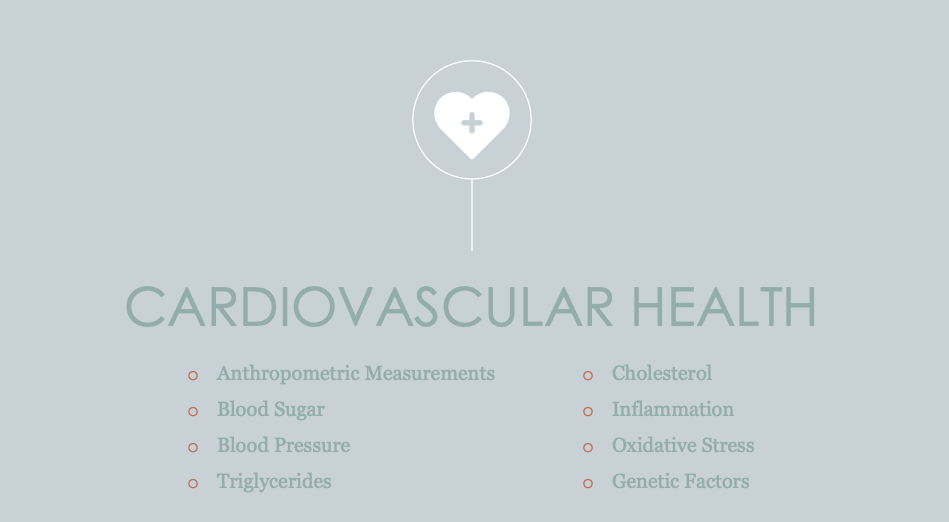 CARDIOVASCULAR HEALTH
Anthropometric Measurements
Blood Sugar
Blood Pressure
Triglycerides
Cholesterol
Inflammation
Oxidative Stress
Genetic Factors